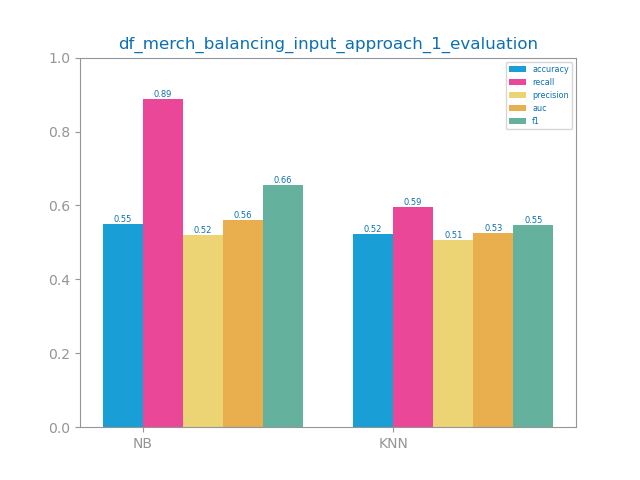 df_merch_balancing_input_approach_1_evaluation
1.0
0.8
0.6
0.4
0.2
0.0
accuracy
recall
precision
auc
f1
0.55
0.89
0.52
0.56
0.66
0.52
0.59
0.51
0.53
0.55
NB
KNN